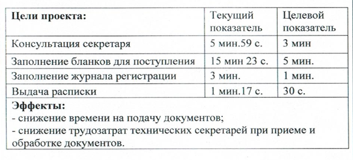 Цели проекта: Текущий показатель Целевой показатель
Консультация секретаря 5 мин.59 с. 3 мин
Заполнение бланков для поступления 15 мин 23 с. 5 мин.
Заполнение журнала регистрации 3 мин. 1 мин.
Выдача расписки 1 мин.17 с. 30 с.
Эффекты:
- снижение времени на подачу документов;
- снижение трудозатрат технических секретарей при приеме и
обработке документов.